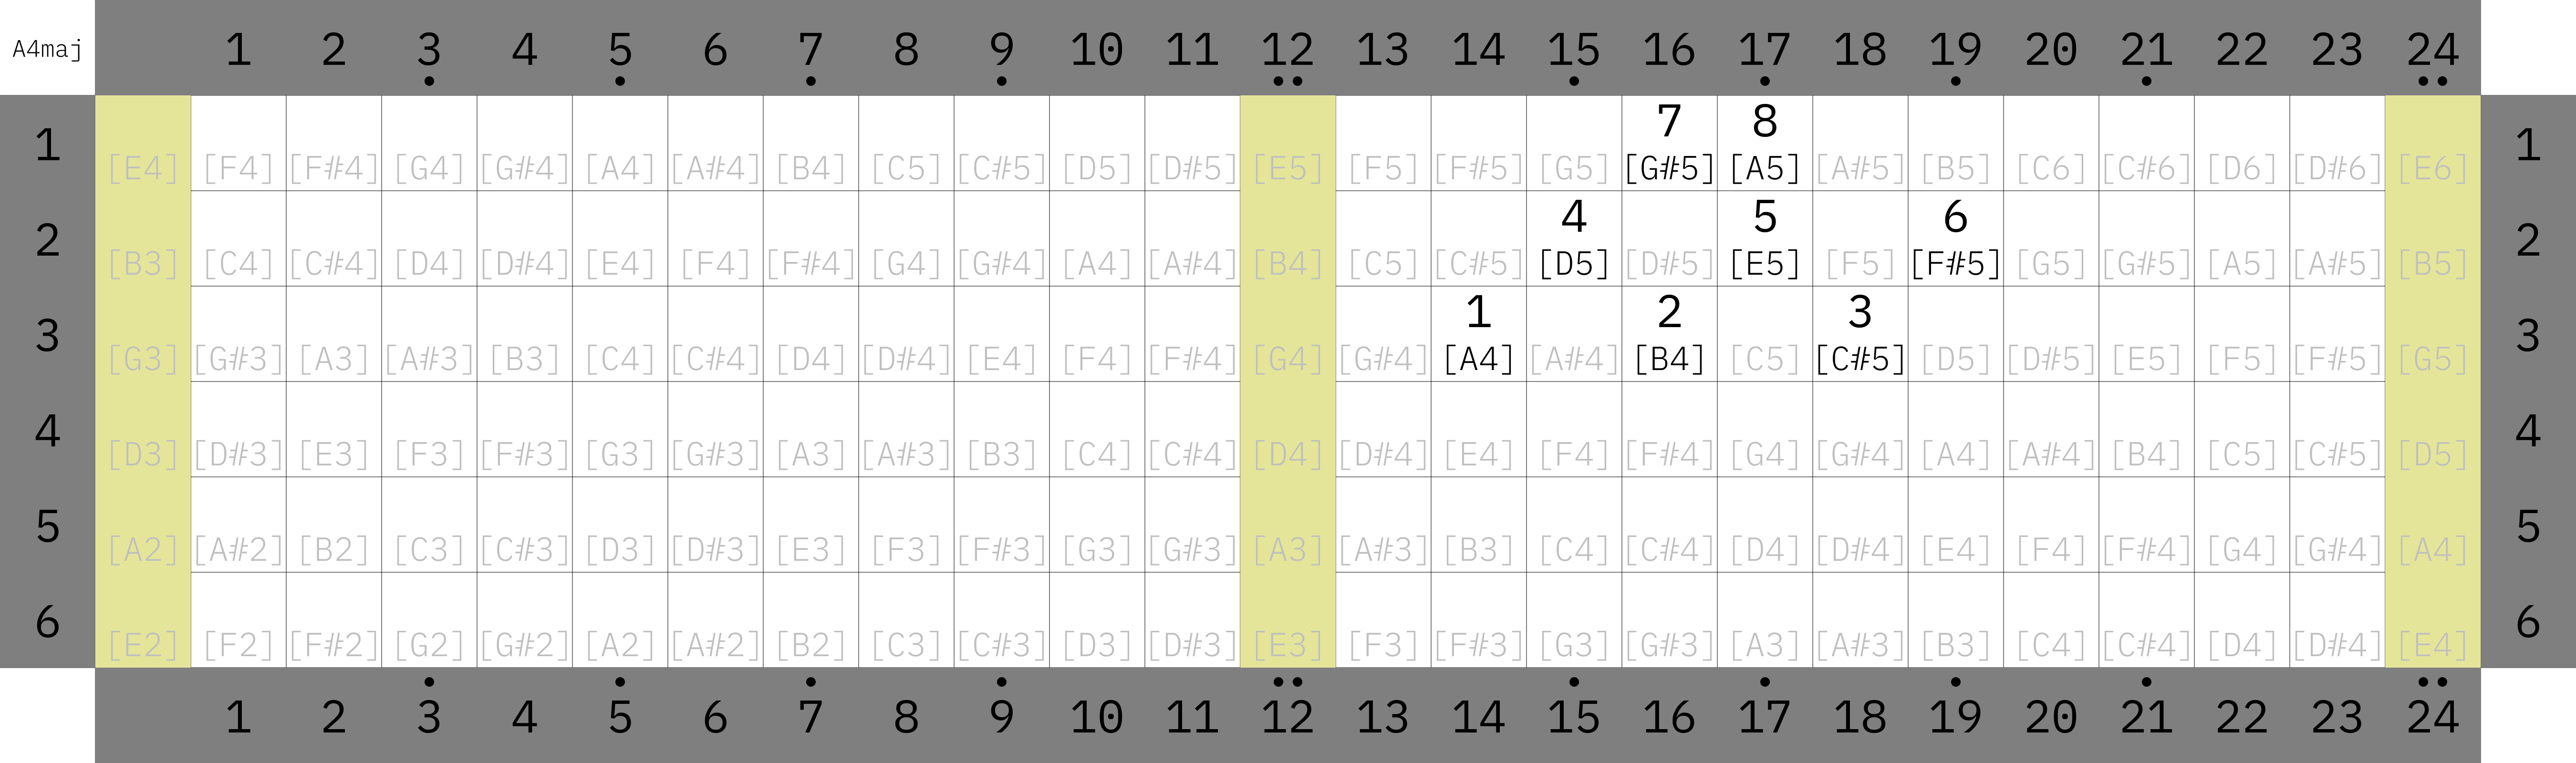 A4maj 1 2 3 4 5 6 7 8 9 10 11 12 13 14 15 16 17 18 19 20 21 22 23 24
7 8
1 [E4] [F4] [F#4] [G4] [G#4] [A4] [A#4] [B4] [C5] [C#5] [D5] [D#5] [E5] [F5] [F#5] [G5] [G#5] [A5] [A#5] [B5] [C6] [C#6] [D6] [D#6] [E6] 1
4 5 6
2 [B3] [C4] [C#4] [D4] [D#4] [E4] [F4] [F#4] [G4] [G#4] [A4] [A#4] [B4] [C5] [C#5] [D5] [D#5] [E5] [F5] [F#5] [G5] [G#5] [A5] [A#5] [B5] 2
1 2 3
3 [G3] [G#3] [A3] [A#3] [B3] [C4] [C#4] [D4] [D#4] [E4] [F4] [F#4] [G4] [G#4] [A4] [A#4] [B4] [C5] [C#5] [D5] [D#5] [E5] [F5] [F#5] [G5] 3
4 [D3] [D#3] [E3] [F3] [F#3] [G3] [G#3] [A3] [A#3] [B3] [C4] [C#4] [D4] [D#4] [E4] [F4] [F#4] [G4] [G#4] [A4] [A#4] [B4] [C5] [C#5] [D5] 4
5 [A2] [A#2] [B2] [C3] [C#3] [D3] [D#3] [E3] [F3] [F#3] [G3] [G#3] [A3] [A#3] [B3] [C4] [C#4] [D4] [D#4] [E4] [F4] [F#4] [G4] [G#4] [A4] 5
6 [E2] [F2] [F#2] [G2] [G#2] [A2] [A#2] [B2] [C3] [C#3] [D3] [D#3] [E3] [F3] [F#3] [G3] [G#3] [A3] [A#3] [B3] [C4] [C#4] [D4] [D#4] [E4] 6
1 2 3 4 5 6 7 8 9 10 11 12 13 14 15 16 17 18 19 20 21 22 23 24